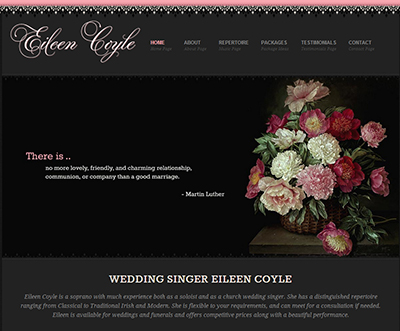 Eileen Coyle
HOME ABOUT REPERTOIRE PACKAGES TESTIMONIALS CONTACT
Home Page About Page Music Page Package Rates Testimonials Page Contact Page
There is ..
no more lovely, friendly, and charming relationship,
communion, or company than a good marriage.
- Martin Luther
WEDDING SINGER EILEEN COYLE
Eileen Coyle is a soprano with much experience both as a soloist and as a church wedding singer. She has a distinguished repertoire
ranging from Classical to Traditional Irish and Modern. She is flexible to your requirements, and can meet for a consultation if needed.
Eileen is available for weddings and funerals and offers competitive prices along with a beautiful performance.